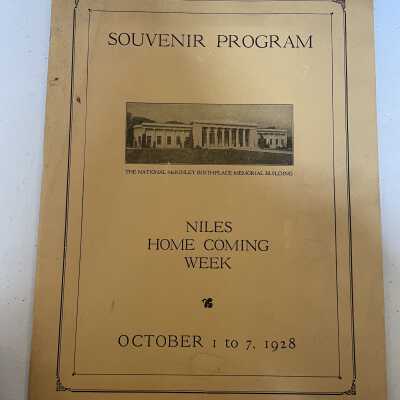 SOUVENIR PROGRAM
THE NATIONAL McKINLEY BIRTHPLACE MEMORIAL BUILDING
NILES
HOME COMING
WEEK
OCTOBER 1 to 7, 1928